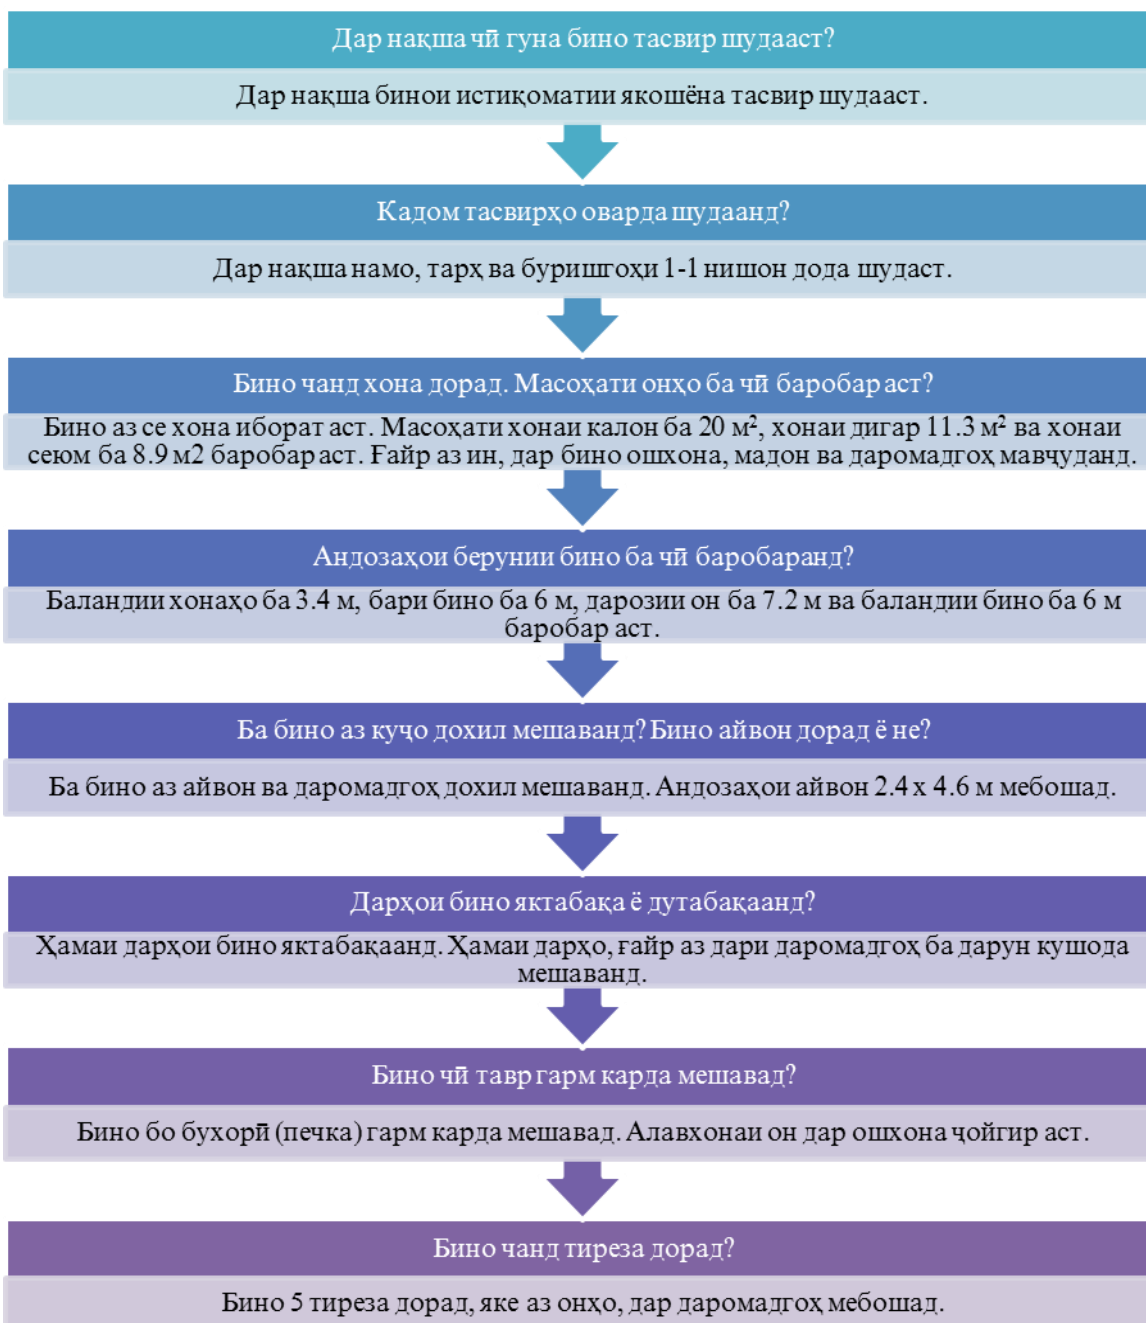 Дар нақша чӣ гуна бино тасвир шудааст?
Дар нақша бинои истиқоматии якошёна тасвир шудааст.
Кадом тасвирҳо оварда шудаанд?
Дар нақша намо, тарҳ ва буришгоҳи 1-1 нишон дода шудаст.
Бино чанд хона дорад. Масоҳати онҳо ба чӣ баробар аст?
Бино аз се хона иборат аст. Масоҳати хонаи калон ба 20 м², хонаи дигар 11.3 м² ва хонаи
сеюм ба 8.9 м2 баробар аст. Ғайр аз ин, дар бино ошхона, мадон ва даромадгоҳ мавҷуданд.
Андозаҳои берунии бино ба чӣ баробаранд?
Баландии хонаҳо ба 3.4 м, бари бино ба 6 м, дарозии он ба 7.2 м ва баландии бино ба 6 м
баробар аст.
Ба бино аз куҷо дохил мешаванд? Бино айвон дорад ё не?
Ба бино аз айвон ва даромадгоҳ дохил мешаванд. Андозаҳои айвон 2.4 х 4.6 м мебошад.
Дарҳои бино яктабақа ё дутабақаанд?
Ҳамаи дарҳои бино яктабақаанд. Ҳамаи дарҳо, ғайр аз дари даромадгоҳ ба дарун кушода
мешаванд.
Бино чӣ тавр гарм карда мешавад?
Бино бо бухорӣ (печка) гарм карда мешавад. Алавхонаи он дар ошхона ҷойгир аст.
Бино чанд тиреза дорад?
Бино 5 тиреза дорад, яке аз онҳо, дар даромадгоҳ мебошад.